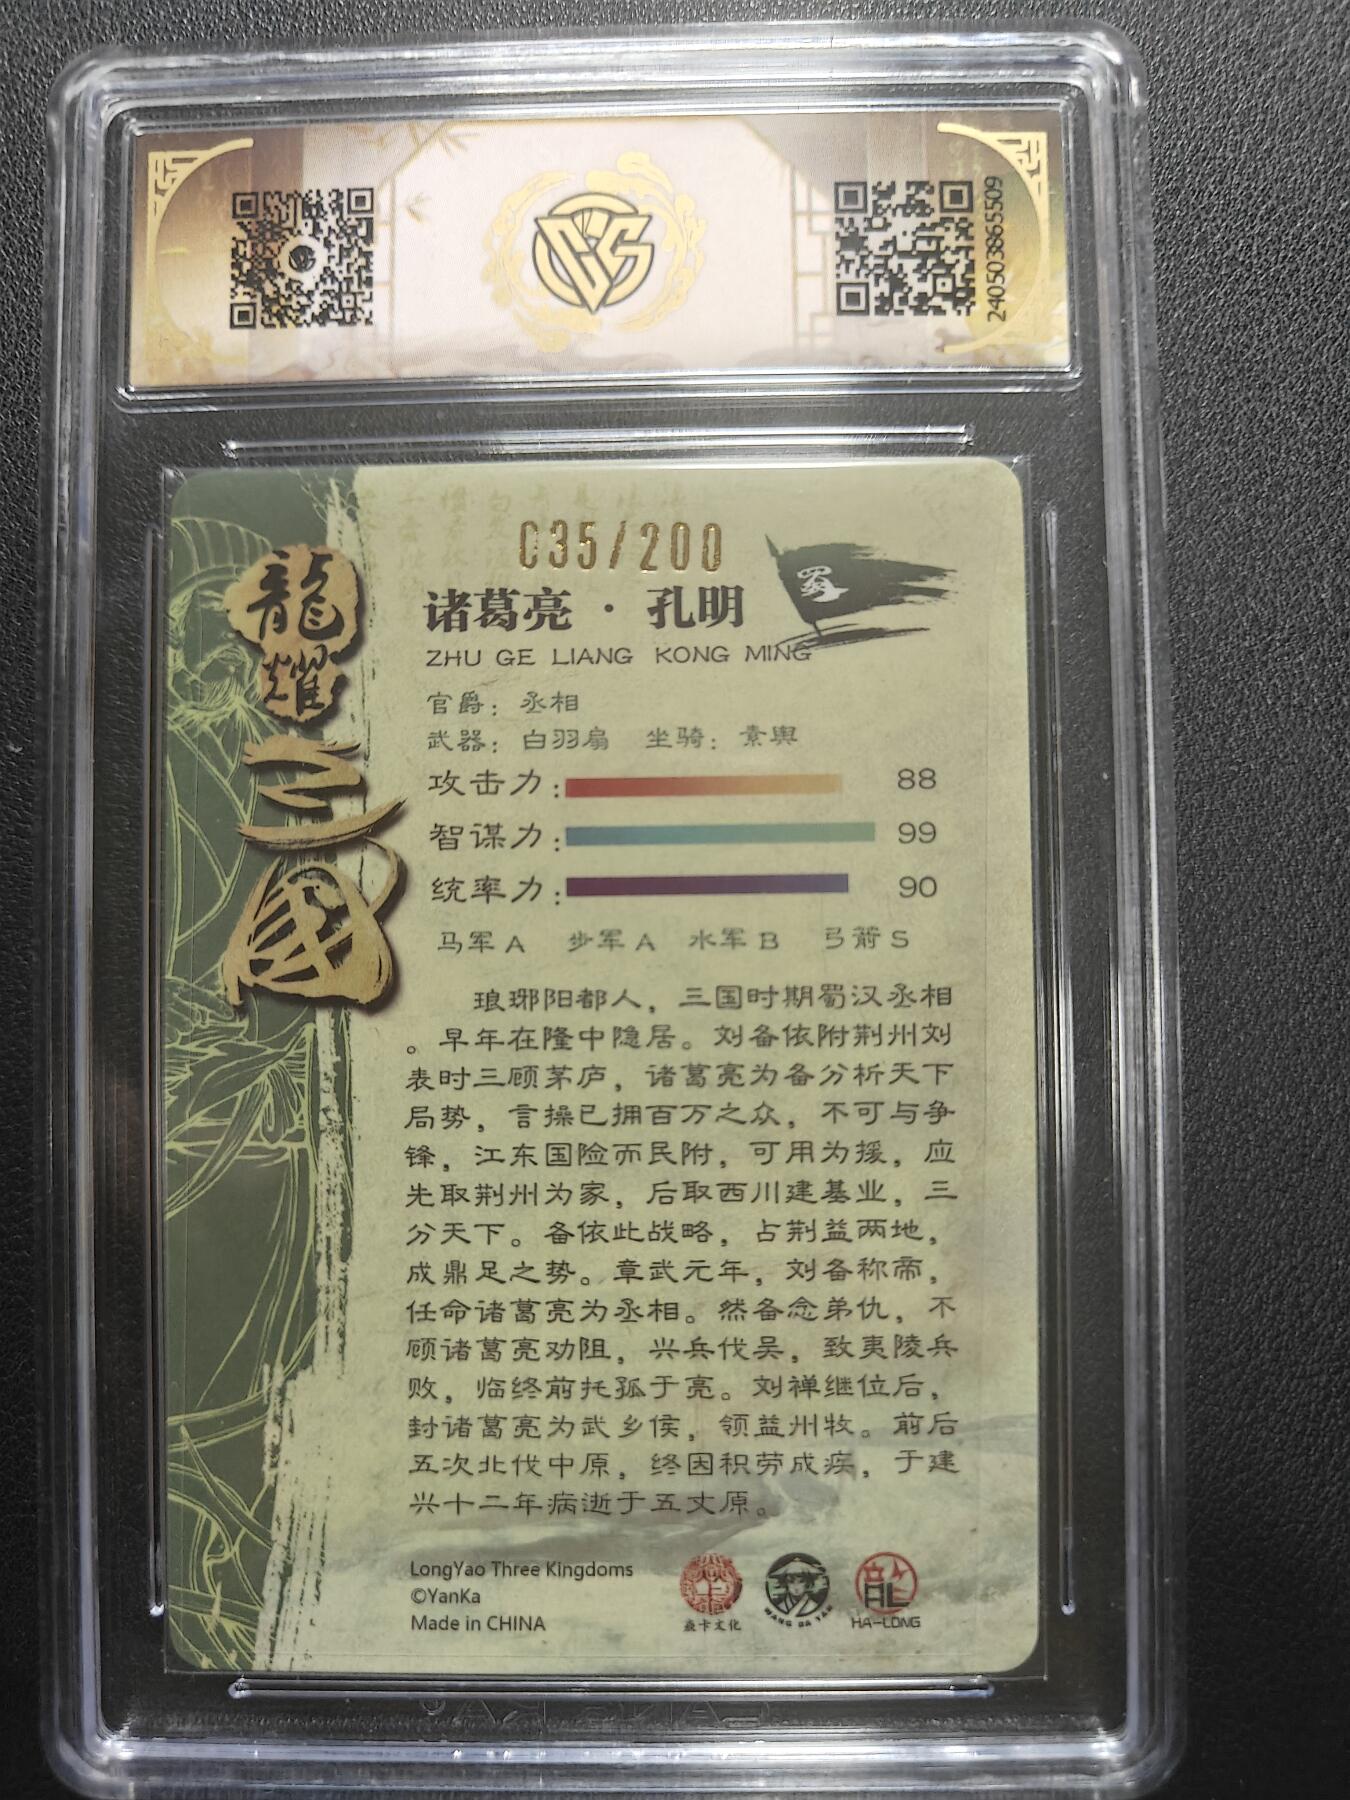 240503865509
035/200
诸葛亮·孔明
蜀
ZHU GE LIANG KONG MING
龍耀三國
官爵：丞相
武器：白羽扇 坐骑：素舆
攻击力： 88
智谋力： 99
统率力： 90
马军A 步军A 水军B 弓箭S
琅琊阳都人，三国时期蜀汉丞相
。早年在隆中隐居。刘备依附荆州刘
表时三顾茅庐，诸葛亮为备分析天下
局势，言操已拥百万之众，不可与争
锋，江东国险而民附，可用为援，应
先取荆州为家，后取西川建基业，三
分天下。备依此战略，占荆益两地，
成鼎足之势。章武元年，刘备称帝，
任命诸葛亮为丞相。然备念弟仇，不
顾诸葛亮劝阻，兴兵伐吴，致夷陵兵
败，临终前托孤于亮。刘禅继位后，
封诸葛亮为武乡侯，领益州牧。前后
五次北伐中原，终因积劳成疾，于建
兴十二年病逝于五丈原。
LongYao Three Kingdoms
©YanKa
Made in CHINA
焱卡文化
WANG DA YAN
HA-LONG